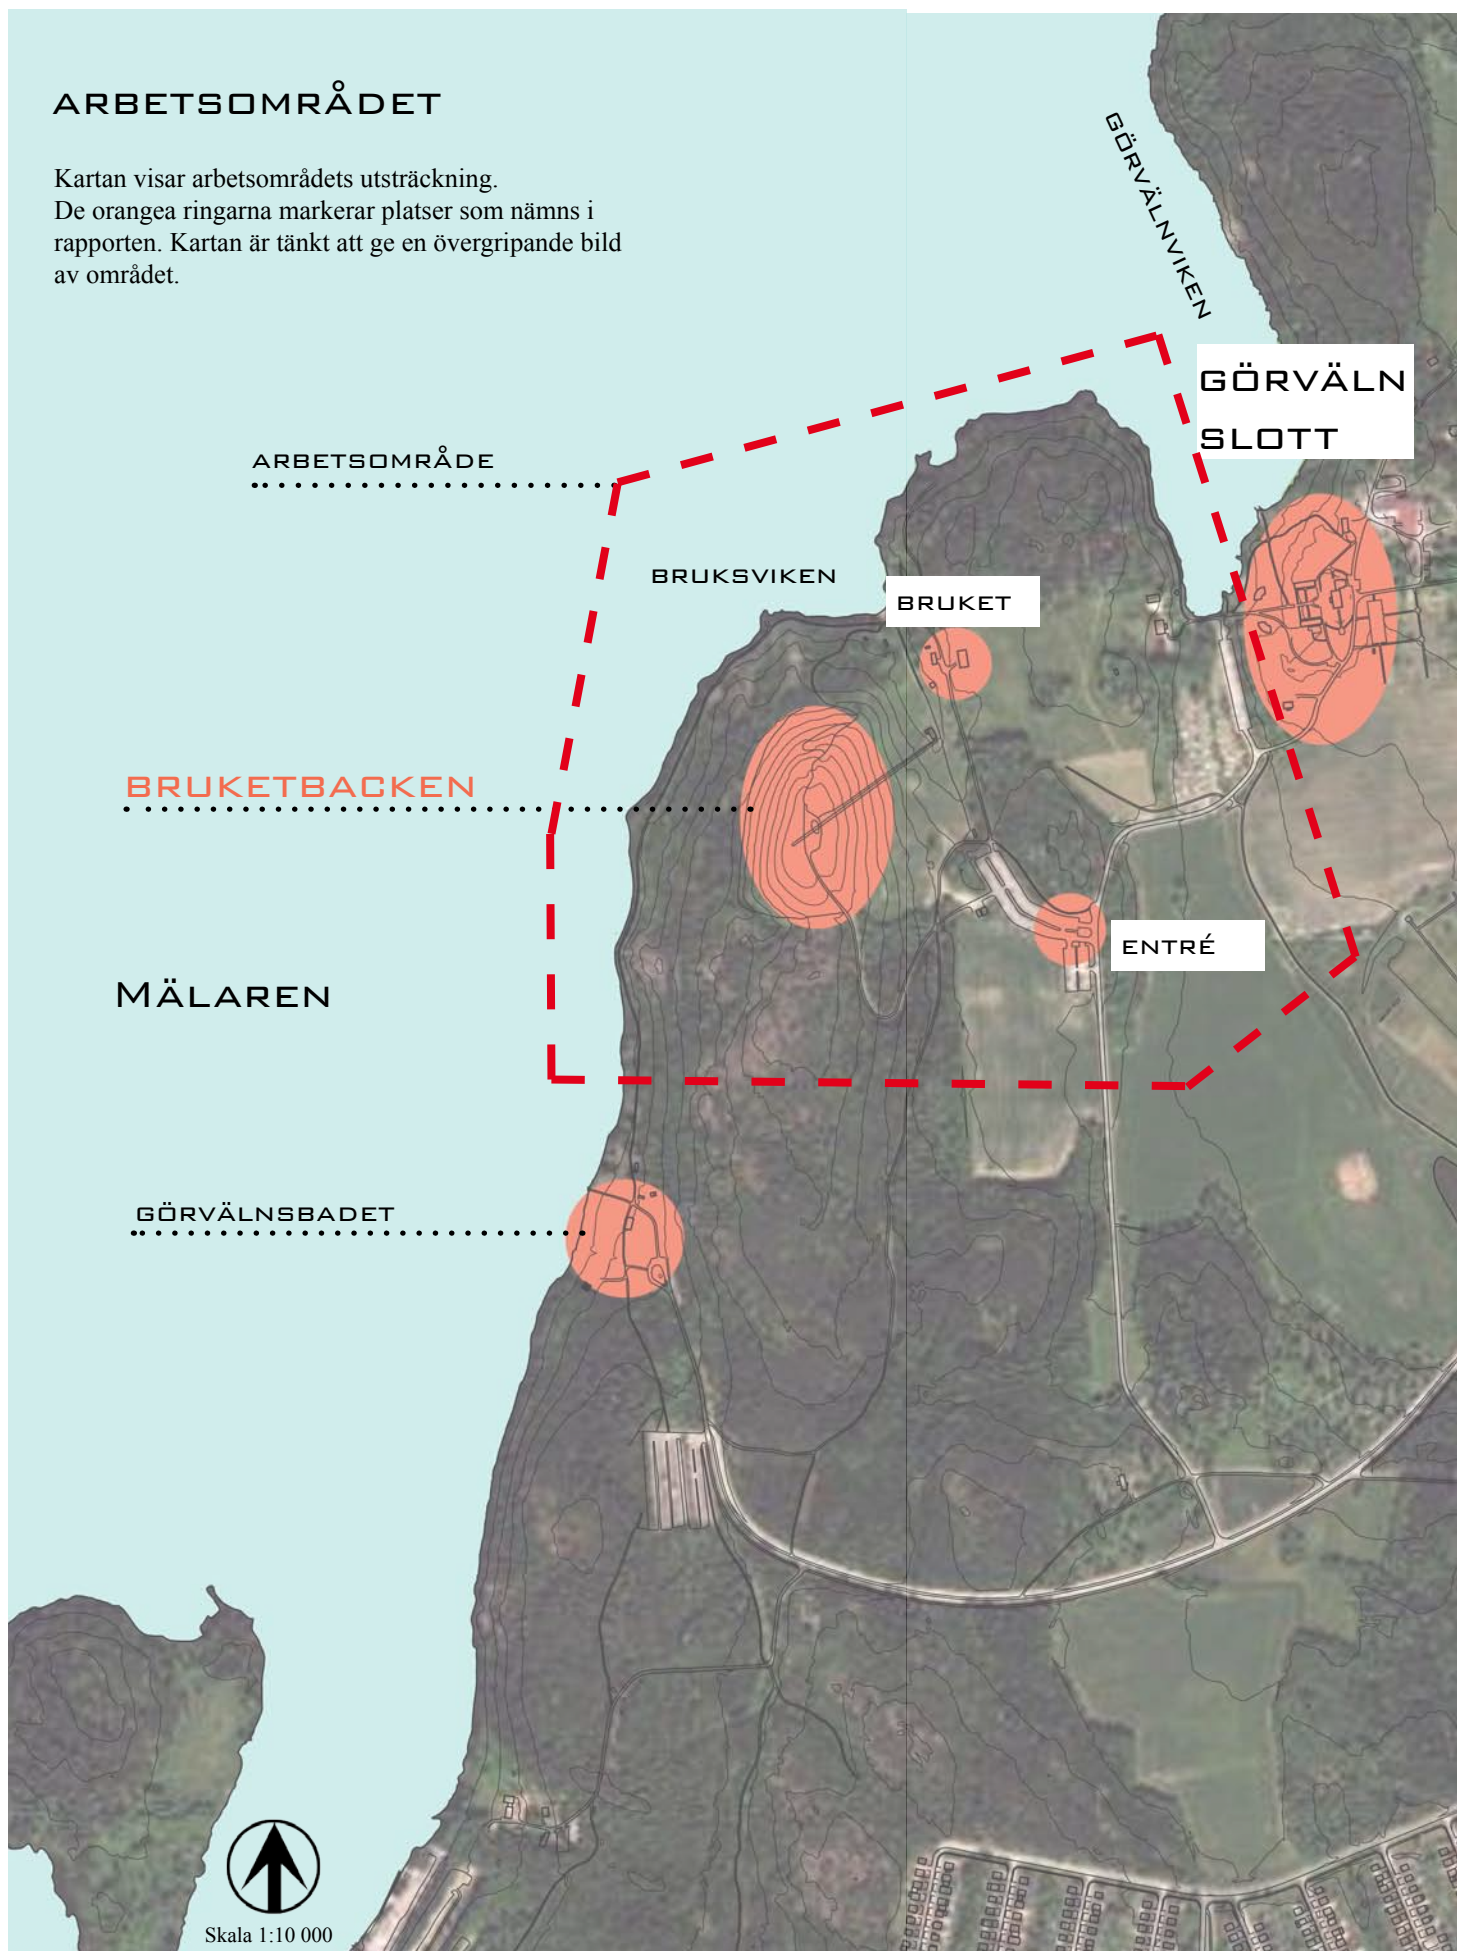 ARBETSOMRÅDET
Kartan visar arbetsområdets utsträckning.
De orangea ringarna markerar platser som nämns i
rapporten. Kartan är tänkt att ge en övergripande bild
av området.
GÖRVÄLNVIKEN
GÖRVÄLN
SLOTT
ARBETSOMRÅDE
BRUKSVIKEN
BRUKET
BRUKETBACKEN
ENTRÉ
MÄLAREN
GÖRVÄLNSBADET
Skala 1:10 000